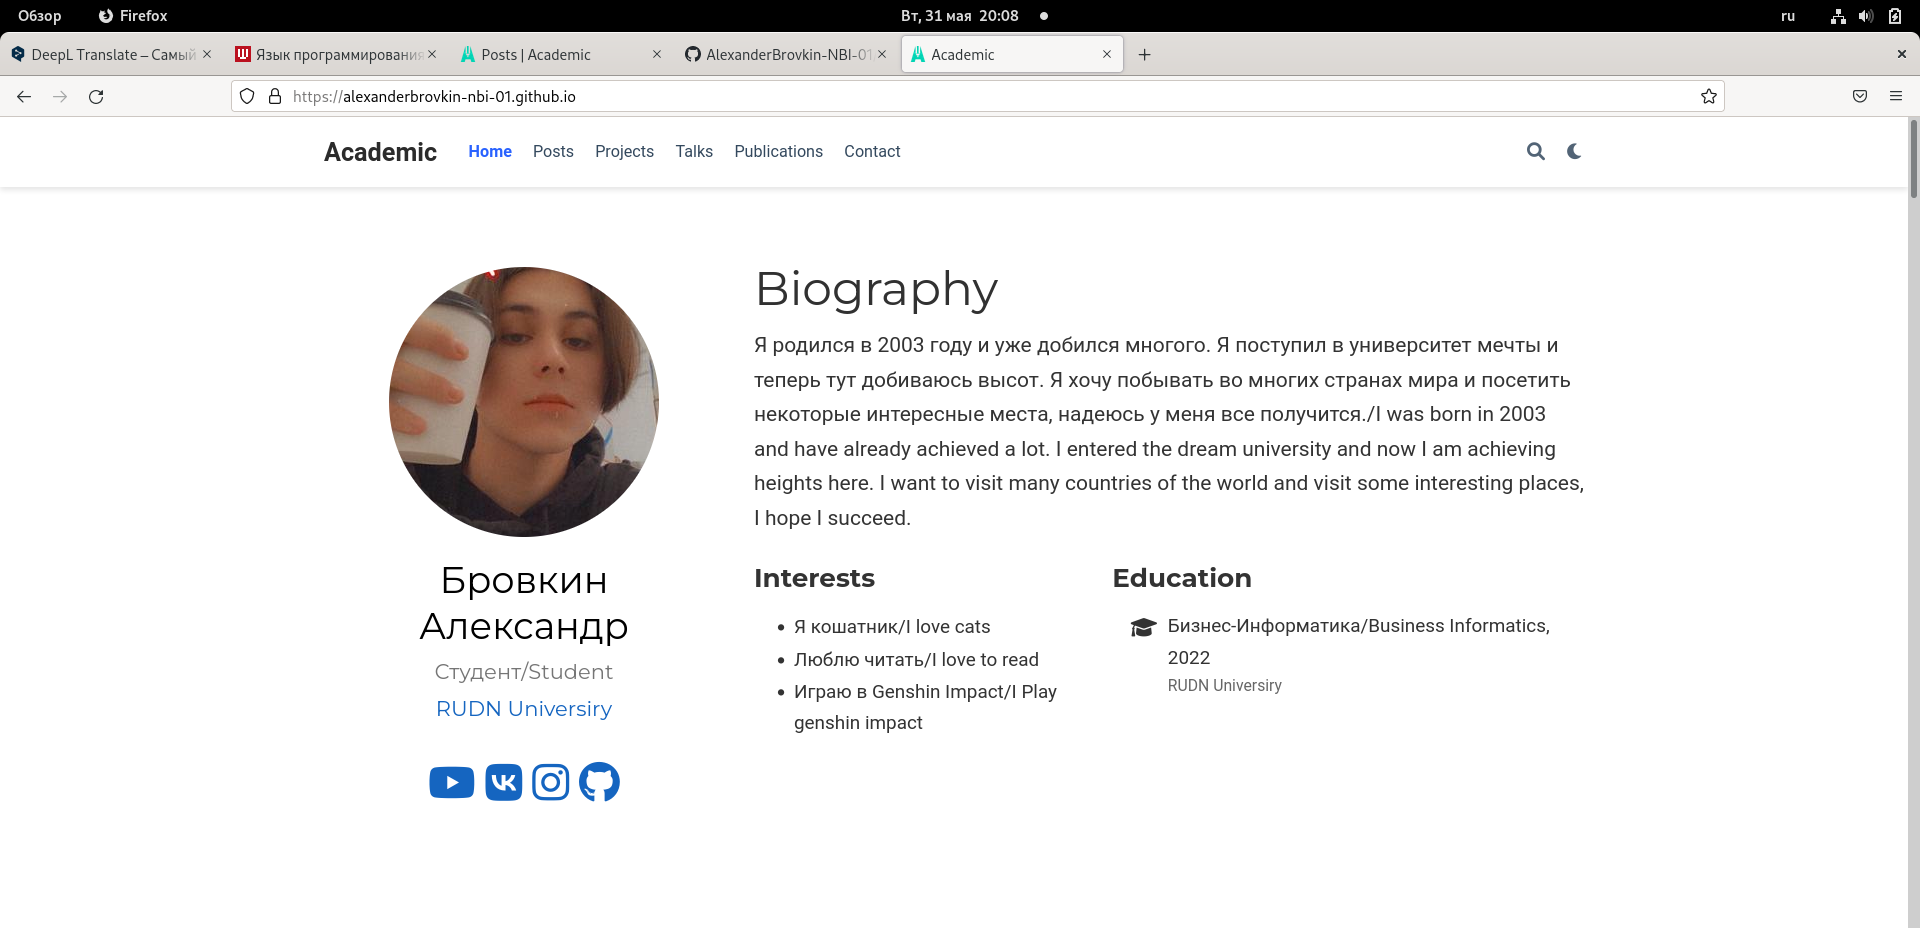 Обзор Firefox Вт, 31 мая 20:08 ru
DeepL Translate – Самый Язык программирования Posts | Academic AlexanderBrovkin-NBI-01 Academic
https://alexanderbrovkin-nbi-01.github.io
Academic Home Posts Projects Talks Publications Contact
Biography
Я родился в 2003 году и уже добился многого. Я поступил в университет мечты и
теперь тут добиваюсь высот. Я хочу побывать во многих странах мира и посетить
некоторые интересные места, надеюсь у меня все получится./I was born in 2003
and have already achieved a lot. I entered the dream university and now I am achieving
heights here. I want to visit many countries of the world and visit some interesting places,
I hope I succeed.
Бровкин
Александр
Студент/Student
RUDN Universiry
Interests
Я кошатник/I love cats
Люблю читать/I love to read
Играю в Genshin Impact/I Play
genshin impact
Education
Бизнес-Информатика/Business Informatics,
2022
RUDN Universiry